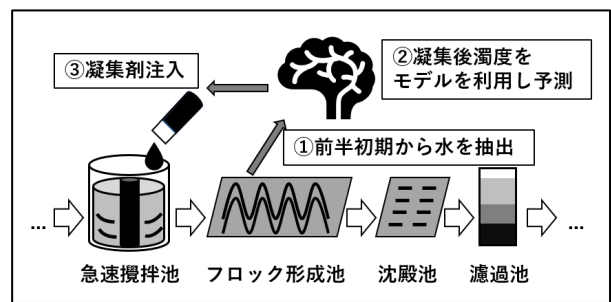 ③凝集剤注入
②凝集後濁度を
モデルを利用し予測
①前半初期から水を抽出
...
...
急速攪拌池
フロック形成池
沈殿池
濾過池